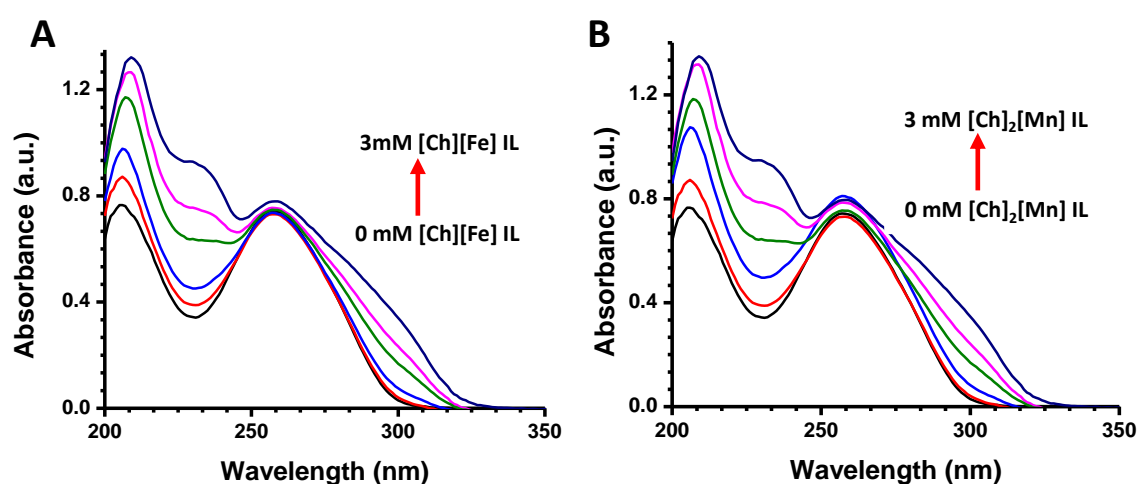 A
B
Absorbance (a.u.)
1.2
0.8
0.4
0.0
3mM [Ch][Fe] IL
0 mM [Ch][Fe] IL
200
250
300
350
Wavelength (nm)
Absorbance (a.u.)
1.2
0.8
0.4
0.0
3 mM [Ch]₂[Mn] IL
0 mM [Ch]₂[Mn] IL
200
250
300
350
Wavelength (nm)